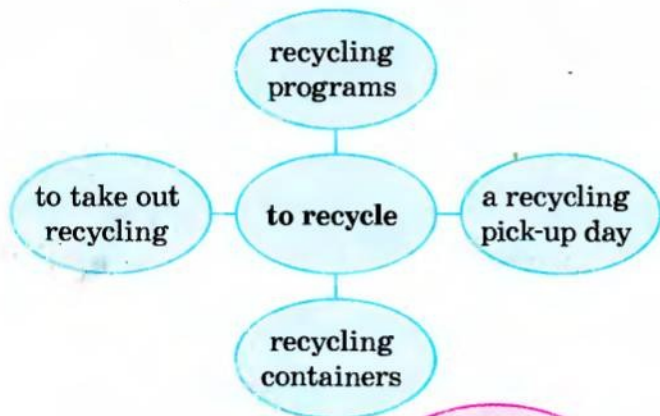 recycling
programs
to take out
recycling
to recycle
a recycling
pick-up day
recycling
containers